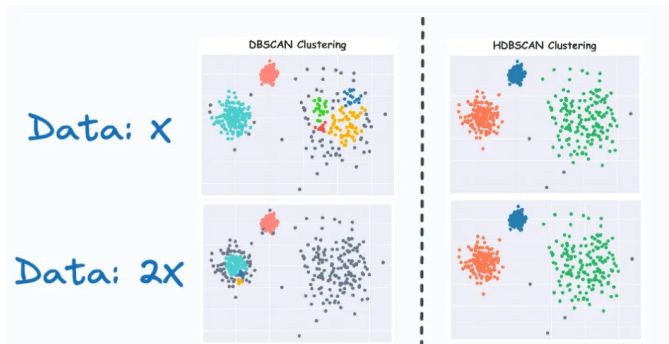 DBSCAN Clustering
HDBSCAN Clustering
Data: X
Data: 2X